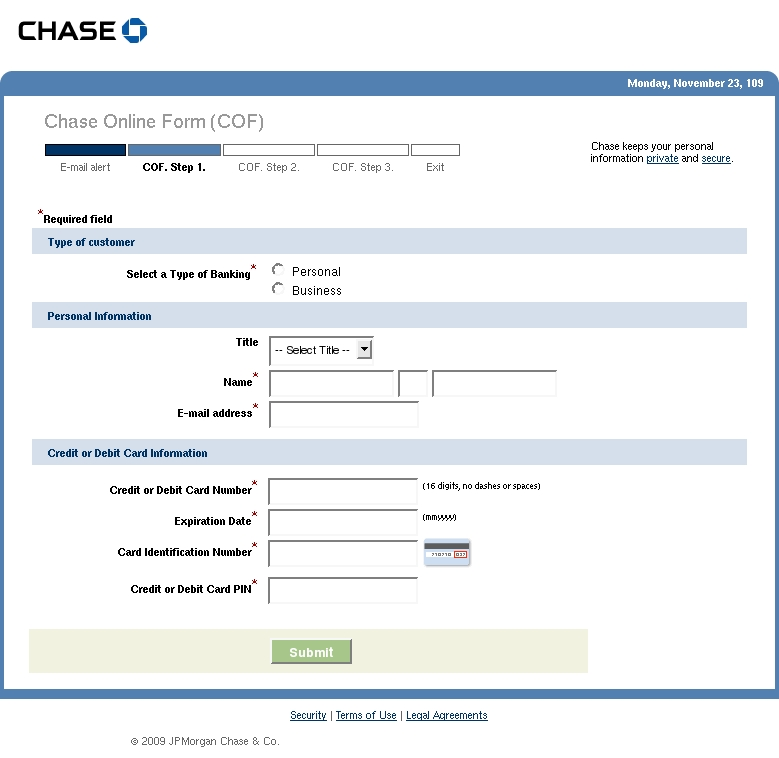 CHASE
Monday, November 23, 109
Chase Online Form (COF)
Chase keeps your personal
information private and secure.
E-mail alert COF. Step 1. COF. Step 2. COF. Step 3. Exit
*Required field
Type of customer
Select a Type of Banking* Personal
Business
Personal Information
Title -- Select Title --
Name*
E-mail address*
Credit or Debit Card Information
Credit or Debit Card Number* (16 digits, no dashes or spaces)
Expiration Date* (mmyyyy)
Card Identification Number*
Credit or Debit Card PIN*
Submit
Security | Terms of Use | Legal Agreements
© 2009 JPMorgan Chase & Co.